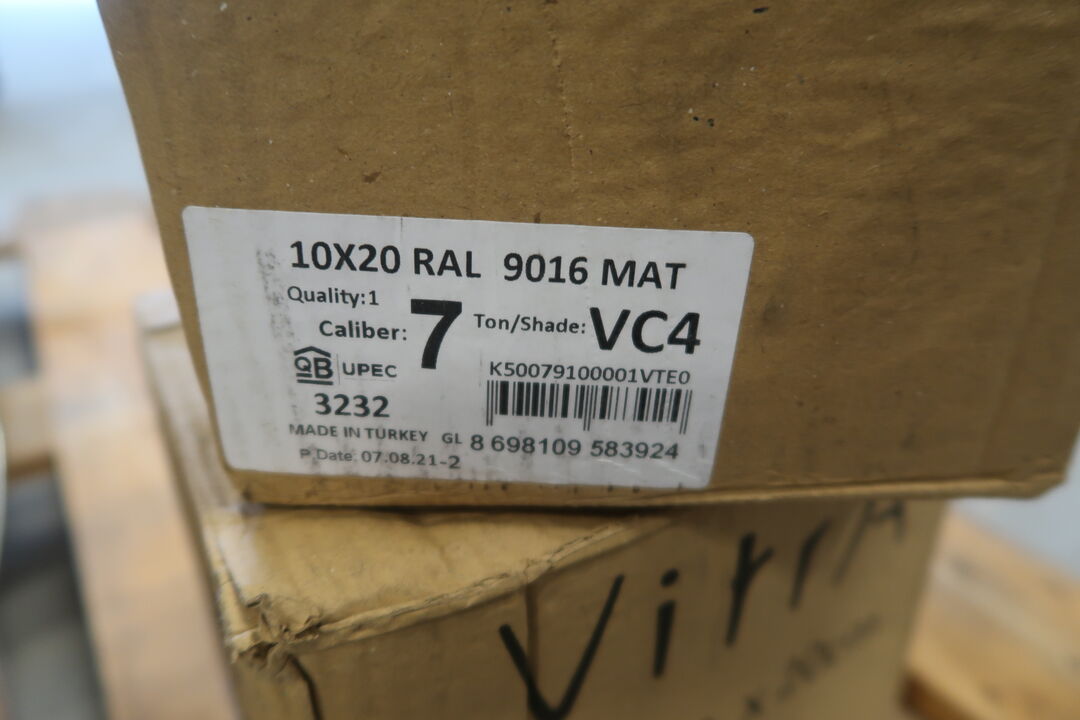 10X20 RAL 9016 MAT
Quality:1
Caliber: 7 Ton/Shade: VC4
QB UPEC
K50079100001VTE0
3232
MADE IN TURKEY GL 8 698109 583924
P.Date: 07.08.21-2
VitrA